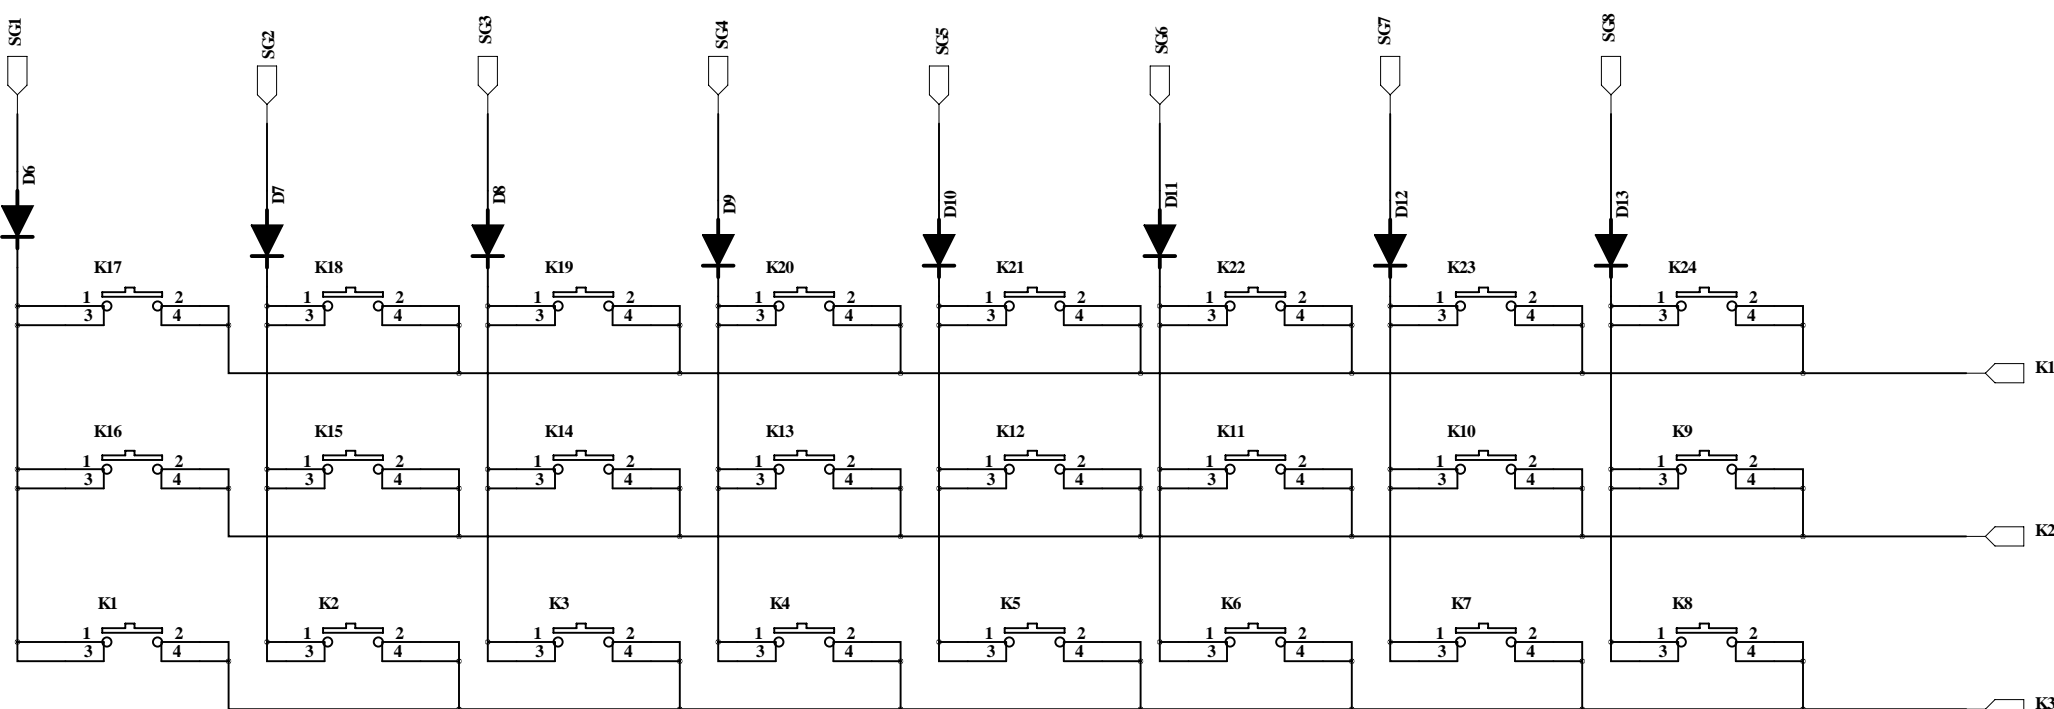 SG1 SG2 SG3 SG4 SG5 SG6 SG7 SG8
D6 D7 D8 D9 D10 D11 D12 D13
K17 K18 K19 K20 K21 K22 K23 K24
1 2 1 2 1 2 1 2 1 2 1 2 1 2 1 2
3 4 3 4 3 4 3 4 3 4 3 4 3 4 3 4
K1
K16 K15 K14 K13 K12 K11 K10 K9
1 2 1 2 1 2 1 2 1 2 1 2 1 2 1 2
3 4 3 4 3 4 3 4 3 4 3 4 3 4 3 4
K2
K1 K2 K3 K4 K5 K6 K7 K8
1 2 1 2 1 2 1 2 1 2 1 2 1 2 1 2
3 4 3 4 3 4 3 4 3 4 3 4 3 4 3 4
K3